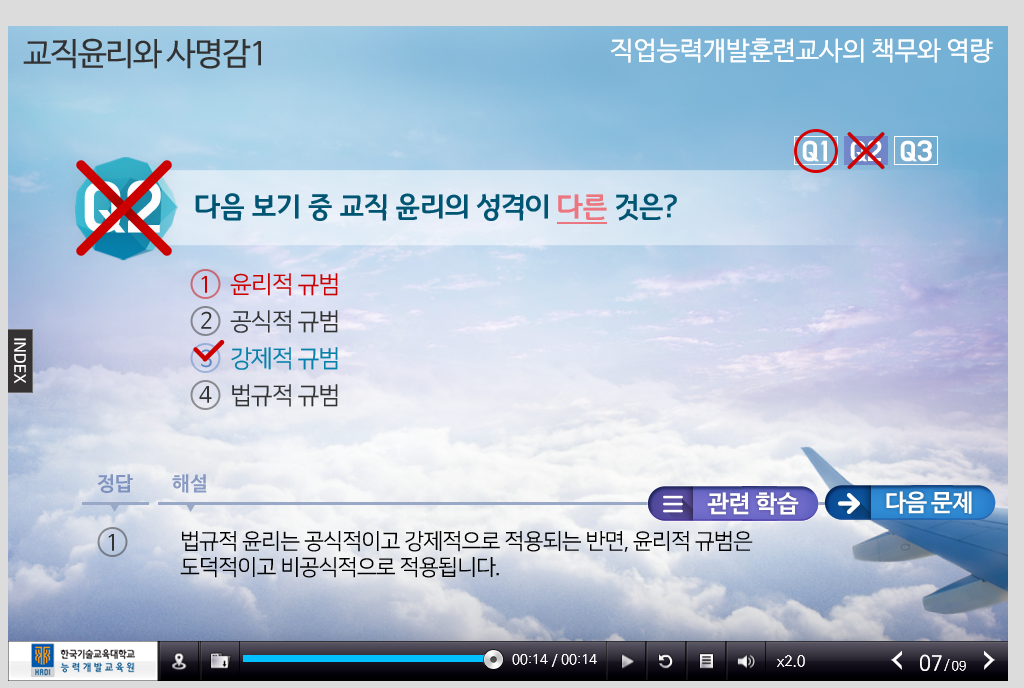 교직윤리와 사명감1
직업능력개발훈련교사의 책무와 역량
Q1 Q2 Q3
Q2 다음 보기 중 교직 윤리의 성격이 다른 것은?
① 윤리적 규범
② 공식적 규범
③ 강제적 규범
④ 법규적 규범
INDEX
정답 해설
관련 학습 다음 문제
① 법규적 윤리는 공식적이고 강제적으로 적용되는 반면, 윤리적 규범은
도덕적이고 비공식적으로 적용됩니다.
HRDI 한국기술교육대학교
능력개발교육원
00:14 / 00:14 x2.0 07/09